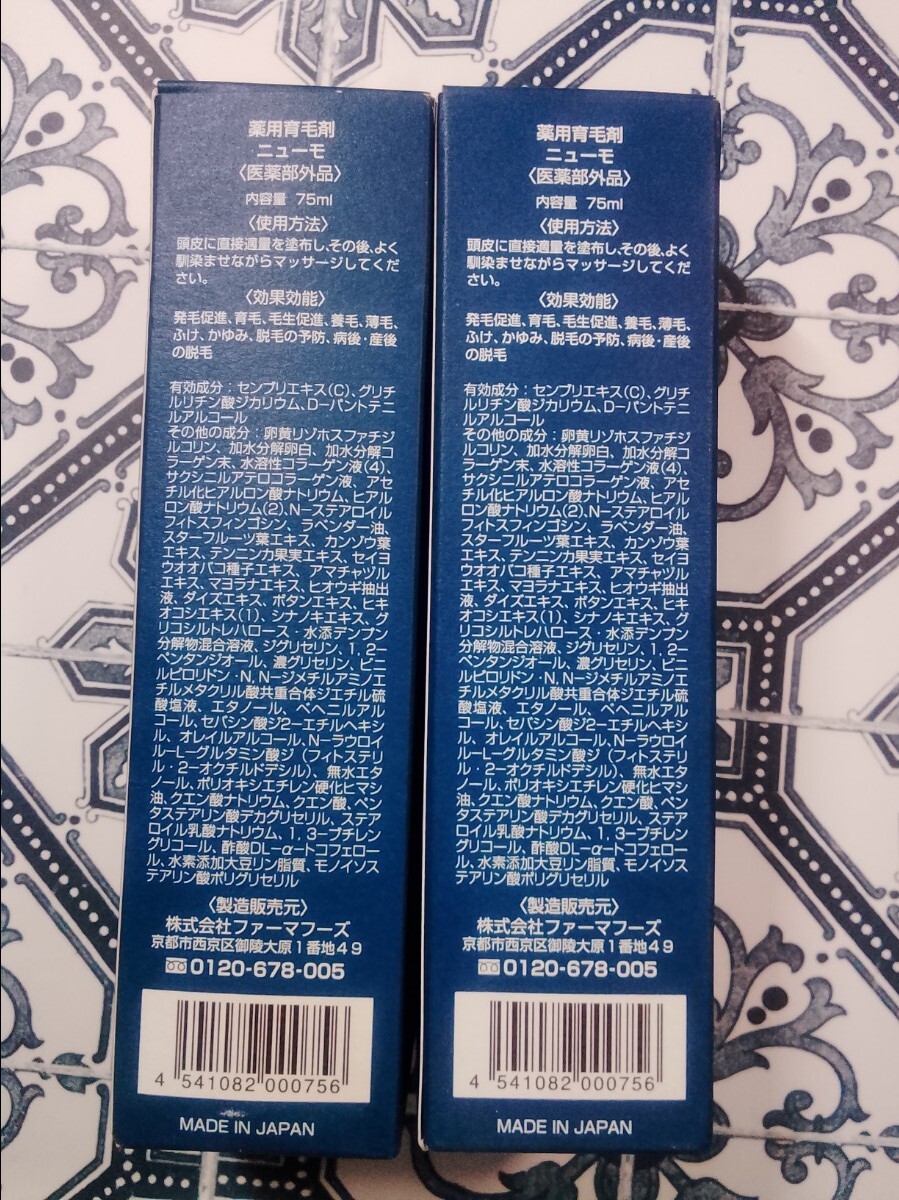 薬用育毛剤
ニューモ
〈医薬部外品〉
内容量 75ml
〈使用方法〉
頭皮に直接適量を塗布し、その後、よく
馴染ませながらマッサージしてくだ
さい。
〈効果効能〉
発毛促進、育毛、毛生促進、養毛、薄毛、
ふけ、かゆみ、脱毛の予防、病後・産後
の脱毛
有効成分：センブリエキス(C)、グリチ
ルリチン酸ジカリウム、D-パントテニ
ルアルコール
その他の成分：卵黄リゾホスファチジ
ルコリン、加水分解卵白、加水分解コ
ラーゲン末、水溶性コラーゲン液(4)、
サクシニルアテロコラーゲン液、アセ
チル化ヒアルロン酸ナトリウム、ヒアル
ロン酸ナトリウム(2)、N-ステアロイル
フィトスフィンゴシン、ラベンダー油、
スターフルーツ葉エキス、カンゾウ葉
エキス、テンニンカ果実エキス、セイヨ
ウオオバコ種子エキス、アマチャヅル
エキス、マヨラナエキス、ヒオウギ抽出
液、ダイズエキス、ボタンエキス、ヒキ
オコシエキス(1)、シナノキエキス、グ
リコシルトレハロース・水添デンプン
分解物混合溶液、ジグリセリン、1,2-
ペンタンジオール、濃グリセリン、ビニ
ルピロリドン・N,N-ジメチルアミノエ
チルメタクリル酸共重合体ジエチル硫
酸塩液、エタノール、ベヘニルアル
コール、セバシン酸ジ2-エチルヘキシ
ル、オレイルアルコール、N-ラウロイ
ル-L-グルタミン酸ジ(フィトステリ
ル・2-オクチルドデシル)、無水エタ
ノール、ポリオキシエチレン硬化ヒマシ
油、クエン酸ナトリウム、クエン酸、ペン
タステアリン酸デカグリセリル、ステア
ロイル乳酸ナトリウム、1,3-ブチレン
グリコール、酢酸DL-α-トコフェロー
ル、水素添加大豆リン脂質、モノイソス
テアリン酸ポリグリセリル
〈製造販売元〉
株式会社ファーマフーズ
京都市西京区御陵大原1番地49
0120-678-005
4 541082 000756
MADE IN JAPAN
薬用育毛剤
ニューモ
〈医薬部外品〉
内容量 75ml
〈使用方法〉
頭皮に直接適量を塗布し、その後、よく
馴染ませながらマッサージしてくだ
さい。
〈効果効能〉
発毛促進、育毛、毛生促進、養毛、薄毛、
ふけ、かゆみ、脱毛の予防、病後・産後
の脱毛
有効成分：センブリエキス(C)、グリチ
ルリチン酸ジカリウム、D-パントテニ
ルアルコール
その他の成分：卵黄リゾホスファチジ
ルコリン、加水分解卵白、加水分解コ
ラーゲン末、水溶性コラーゲン液(4)、
サクシニルアテロコラーゲン液、アセ
チル化ヒアルロン酸ナトリウム、ヒアル
ロン酸ナトリウム(2)、N-ステアロイル
フィトスフィンゴシン、ラベンダー油、
スターフルーツ葉エキス、カンゾウ葉
エキス、テンニンカ果実エキス、セイヨ
ウオオバコ種子エキス、アマチャヅル
エキス、マヨラナエキス、ヒオウギ抽出
液、ダイズエキス、ボタンエキス、ヒキ
オコシエキス(1)、シナノキエキス、グ
リコシルトレハロース・水添デンプン
分解物混合溶液、ジグリセリン、1,2-
ペンタンジオール、濃グリセリン、ビニ
ルピロリドン・N,N-ジメチルアミノエ
チルメタクリル酸共重合体ジエチル硫
酸塩液、エタノール、ベヘニルアル
コール、セバシン酸ジ2-エチルヘキシ
ル、オレイルアルコール、N-ラウロイ
ル-L-グルタミン酸ジ(フィトステリ
ル・2-オクチルドデシル)、無水エタ
ノール、ポリオキシエチレン硬化ヒマシ
油、クエン酸ナトリウム、クエン酸、ペン
タステアリン酸デカグリセリル、ステア
ロイル乳酸ナトリウム、1,3-ブチレン
グリコール、酢酸DL-α-トコフェロー
ル、水素添加大豆リン脂質、モノイソス
テアリン酸ポリグリセリル
〈製造販売元〉
株式会社ファーマフーズ
京都市西京区御陵大原1番地49
0120-678-005
4 541082 000756
MADE IN JAPAN